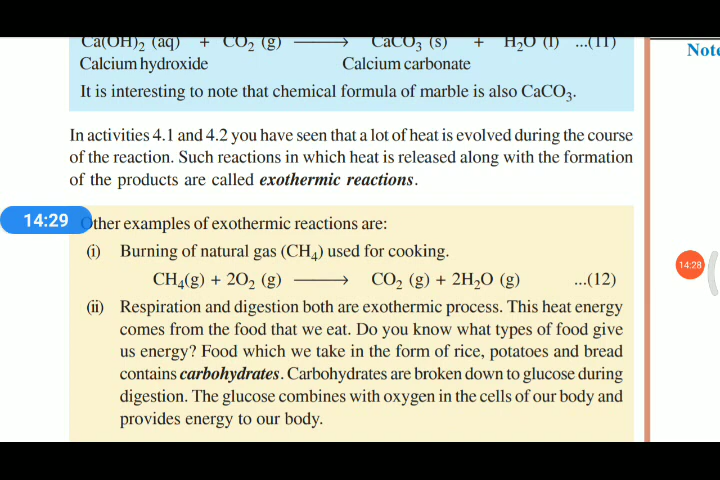 Ca(OH)₂ (aq) + CO₂ (g) ⟶ CaCO₃ (s) + H₂O (l) ...(11)
Calcium hydroxide Calcium carbonate
It is interesting to note that chemical formula of marble is also CaCO₃.
Note
In activities 4.1 and 4.2 you have seen that a lot of heat is evolved during the course
of the reaction. Such reactions in which heat is released along with the formation
of the products are called exothermic reactions.
14:29
Other examples of exothermic reactions are:
(i) Burning of natural gas (CH₄) used for cooking.
14:28
CH₄(g) + 2O₂ (g) ⟶ CO₂ (g) + 2H₂O (g) ...(12)
(ii) Respiration and digestion both are exothermic process. This heat energy
comes from the food that we eat. Do you know what types of food give
us energy? Food which we take in the form of rice, potatoes and bread
contains carbohydrates. Carbohydrates are broken down to glucose during
digestion. The glucose combines with oxygen in the cells of our body and
provides energy to our body.